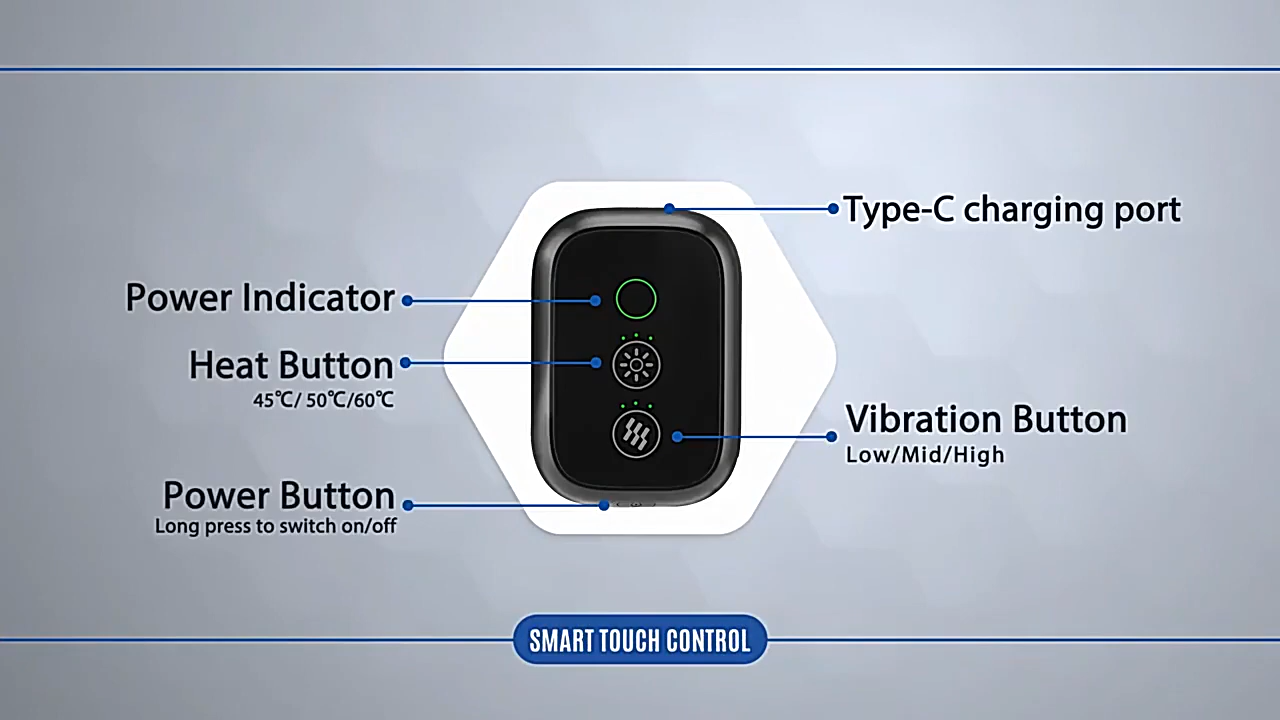 Type-C charging port
Power Indicator
Heat Button
45℃/ 50℃/60℃
Vibration Button
Low/Mid/High
Power Button
Long press to switch on/off
SMART TOUCH CONTROL